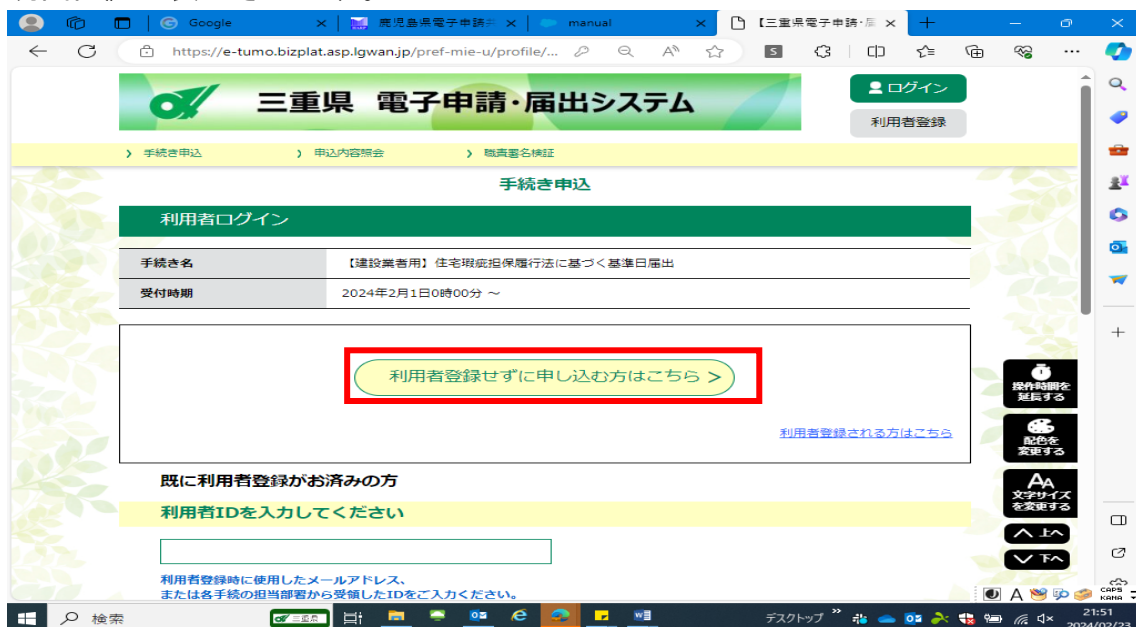 Google
鹿児島県電子申請
manual
【三重県電子申請・届
https://e-tumo.bizplat.asp.lgwan.jp/pref-mie-u/profile/...
三重県 電子申請・届出システム
ログイン
利用者登録
手続き申込
申込内容照会
職責署名検証
手続き申込
利用者ログイン
手続き名
【建設業者用】住宅瑕疵担保履行法に基づく基準日届出
受付時期
2024年2月1日0時00分 ~
利用者登録せずに申し込む方はこちら >
利用者登録される方はこちら
既に利用者登録がお済みの方
利用者IDを入力してください
利用者登録時に使用したメールアドレス、
または各手続の担当部署から受領したIDをご入力ください。
操作時間を
延長する
配色を
変更する
文字サイズ
を変更する
上へ
下へ
A
CAPS
KANA
検索
三重県
デスクトップ
21:51
2024/02/23